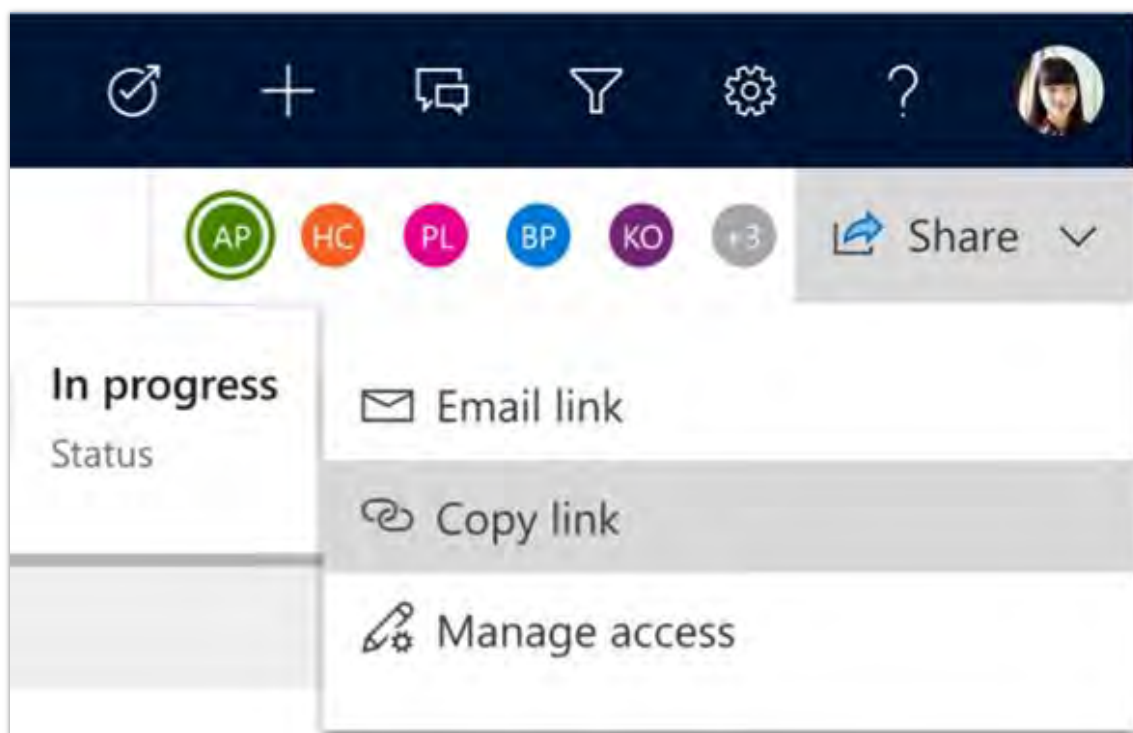 AP HC PL BP KO +3 Share
In progress
Status
Email link
Copy link
Manage access